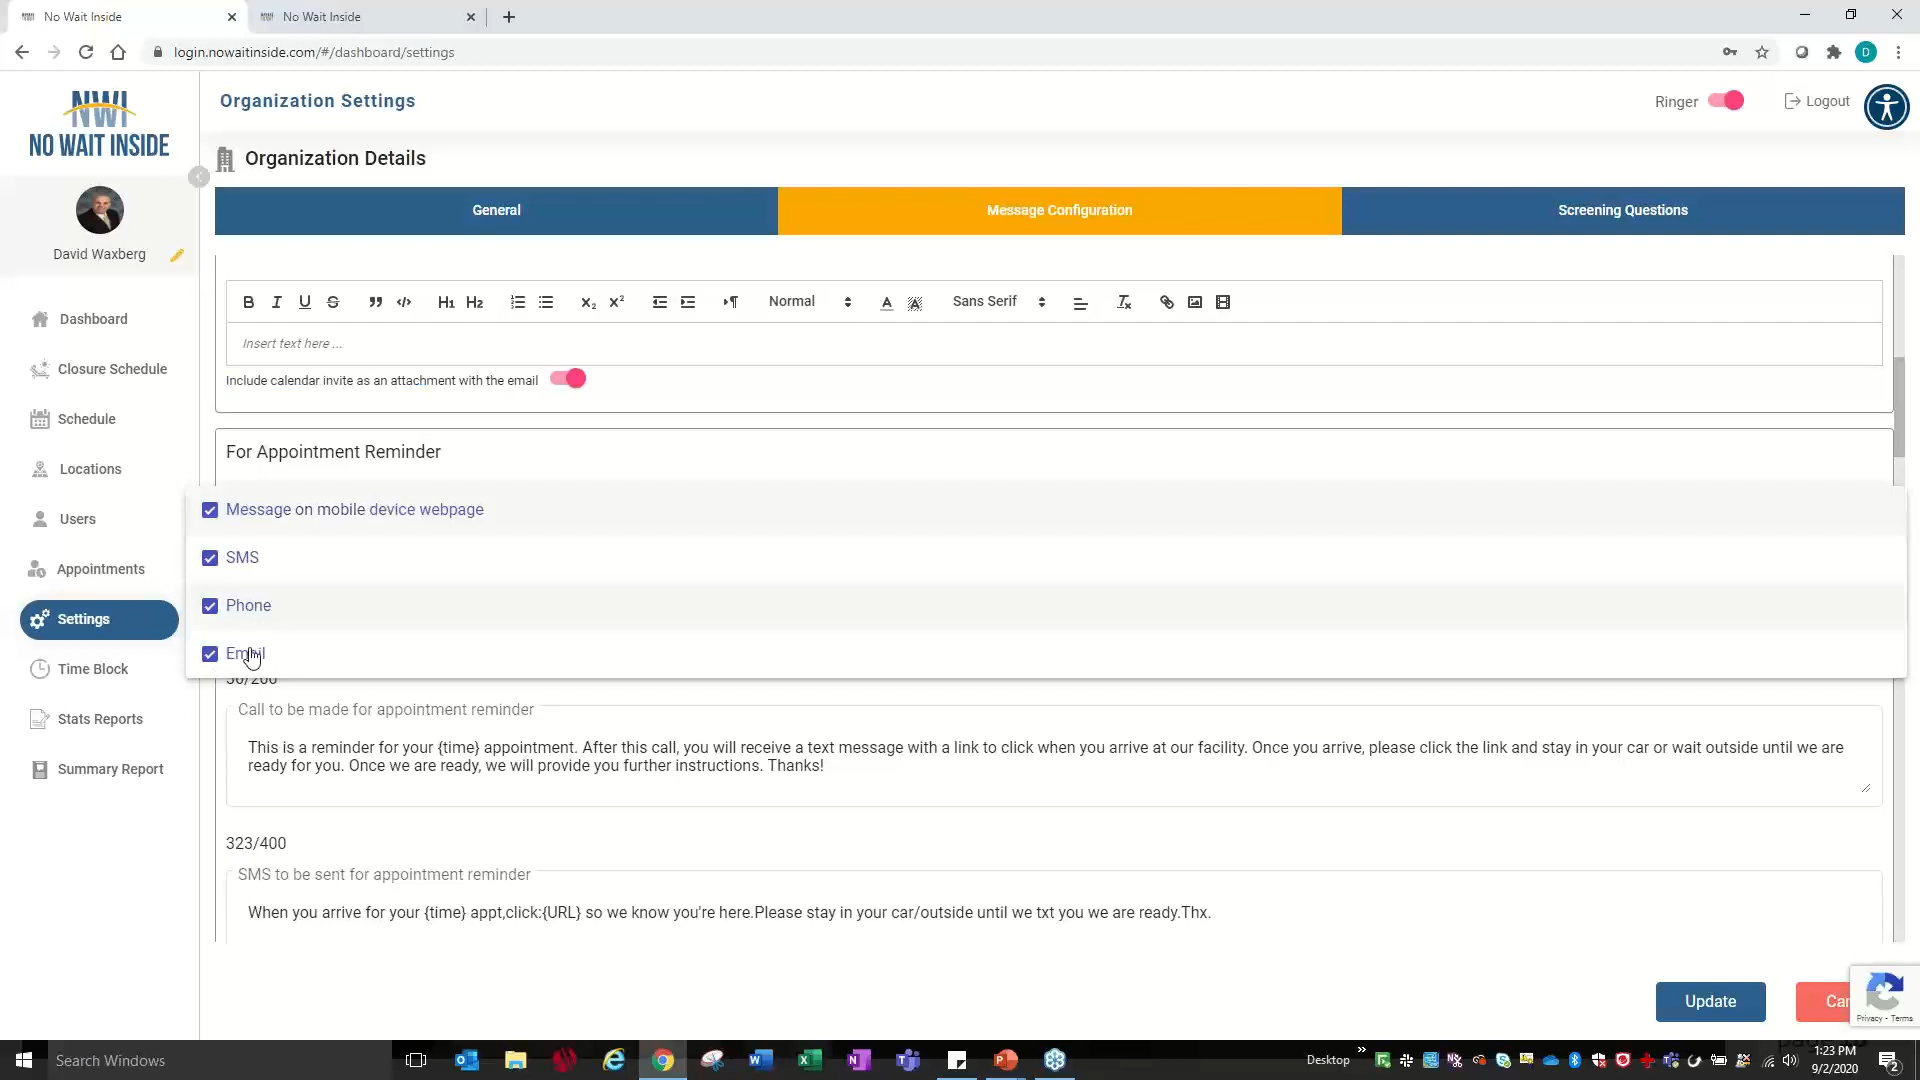 No Wait Inside
No Wait Inside
login.nowaitinside.com/#/dashboard/settings
D
NWI
NO WAIT INSIDE
Organization Settings
Ringer
Logout
Organization Details
General
Message Configuration
Screening Questions
David Waxberg
Dashboard
Closure Schedule
Schedule
Locations
Users
Appointments
Settings
Time Block
Stats Reports
Summary Report
Normal
Sans Serif
Insert text here ...
Include calendar invite as an attachment with the email
For Appointment Reminder
Message on mobile device webpage
SMS
Phone
Email
Call to be made for appointment reminder
This is a reminder for your {time} appointment. After this call, you will receive a text message with a link to click when you arrive at our facility. Once you arrive, please click the link and stay in your car or wait outside until we are
ready for you. Once we are ready, we will provide you further instructions. Thanks!
323/400
SMS to be sent for appointment reminder
When you arrive for your {time} appt,click:{URL} so we know you're here.Please stay in your car/outside until we txt you we are ready.Thx.
Update
Can
Privacy - Terms
Search Windows
Desktop
1:23 PM
9/2/2020
2